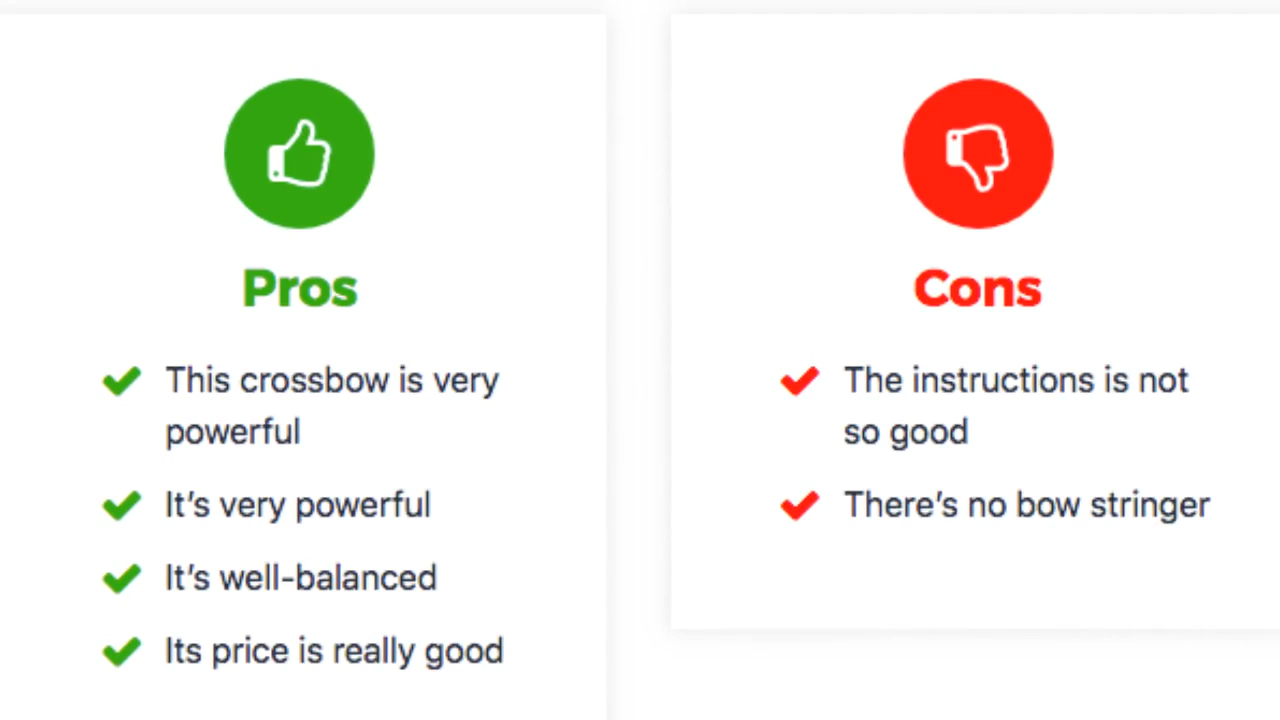 Pros
This crossbow is very
powerful
It's very powerful
It's well-balanced
Its price is really good
Cons
The instructions is not
so good
There's no bow stringer